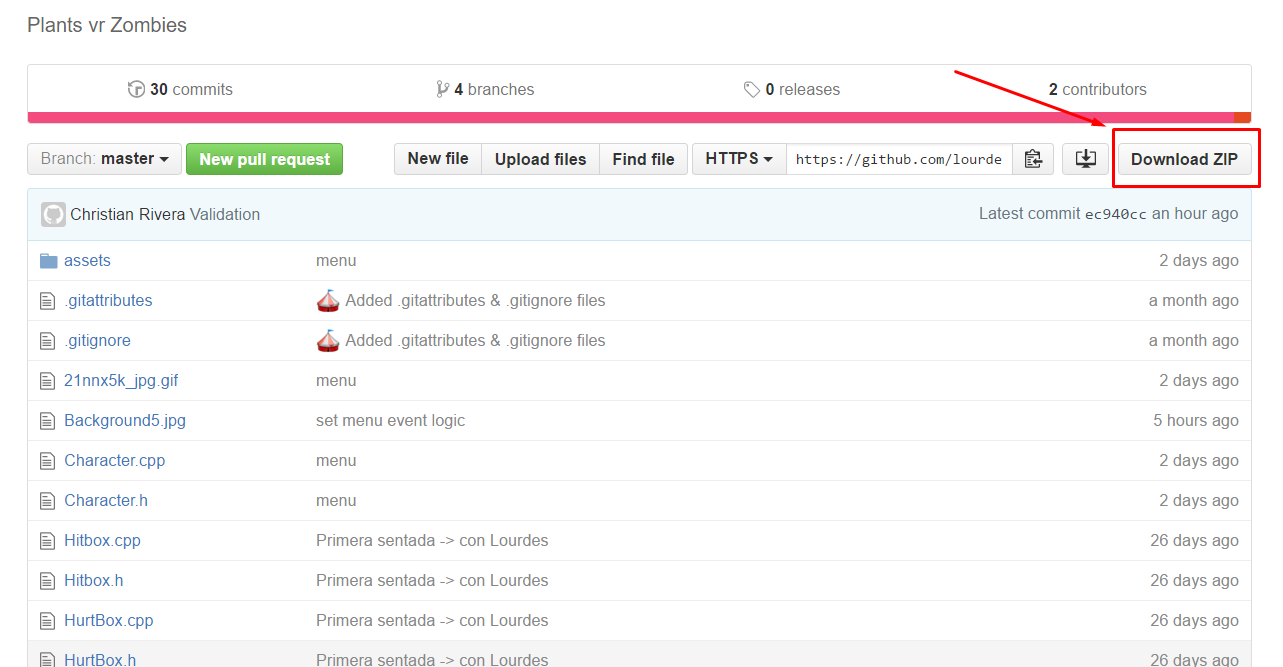 Plants vr Zombies
30 commits 4 branches 0 releases 2 contributors
Branch: master New pull request New file Upload files Find file HTTPS https://github.com/lourde Download ZIP
Christian Rivera Validation Latest commit ec940cc an hour ago
assets menu 2 days ago
.gitattributes Added .gitattributes & .gitignore files a month ago
.gitignore Added .gitattributes & .gitignore files a month ago
21nnx5k_jpg.gif menu 2 days ago
Background5.jpg set menu event logic 5 hours ago
Character.cpp menu 2 days ago
Character.h menu 2 days ago
Hitbox.cpp Primera sentada -> con Lourdes 26 days ago
Hitbox.h Primera sentada -> con Lourdes 26 days ago
HurtBox.cpp Primera sentada -> con Lourdes 26 days ago
HurtBox.h Primera sentada -> con Lourdes 26 days ago